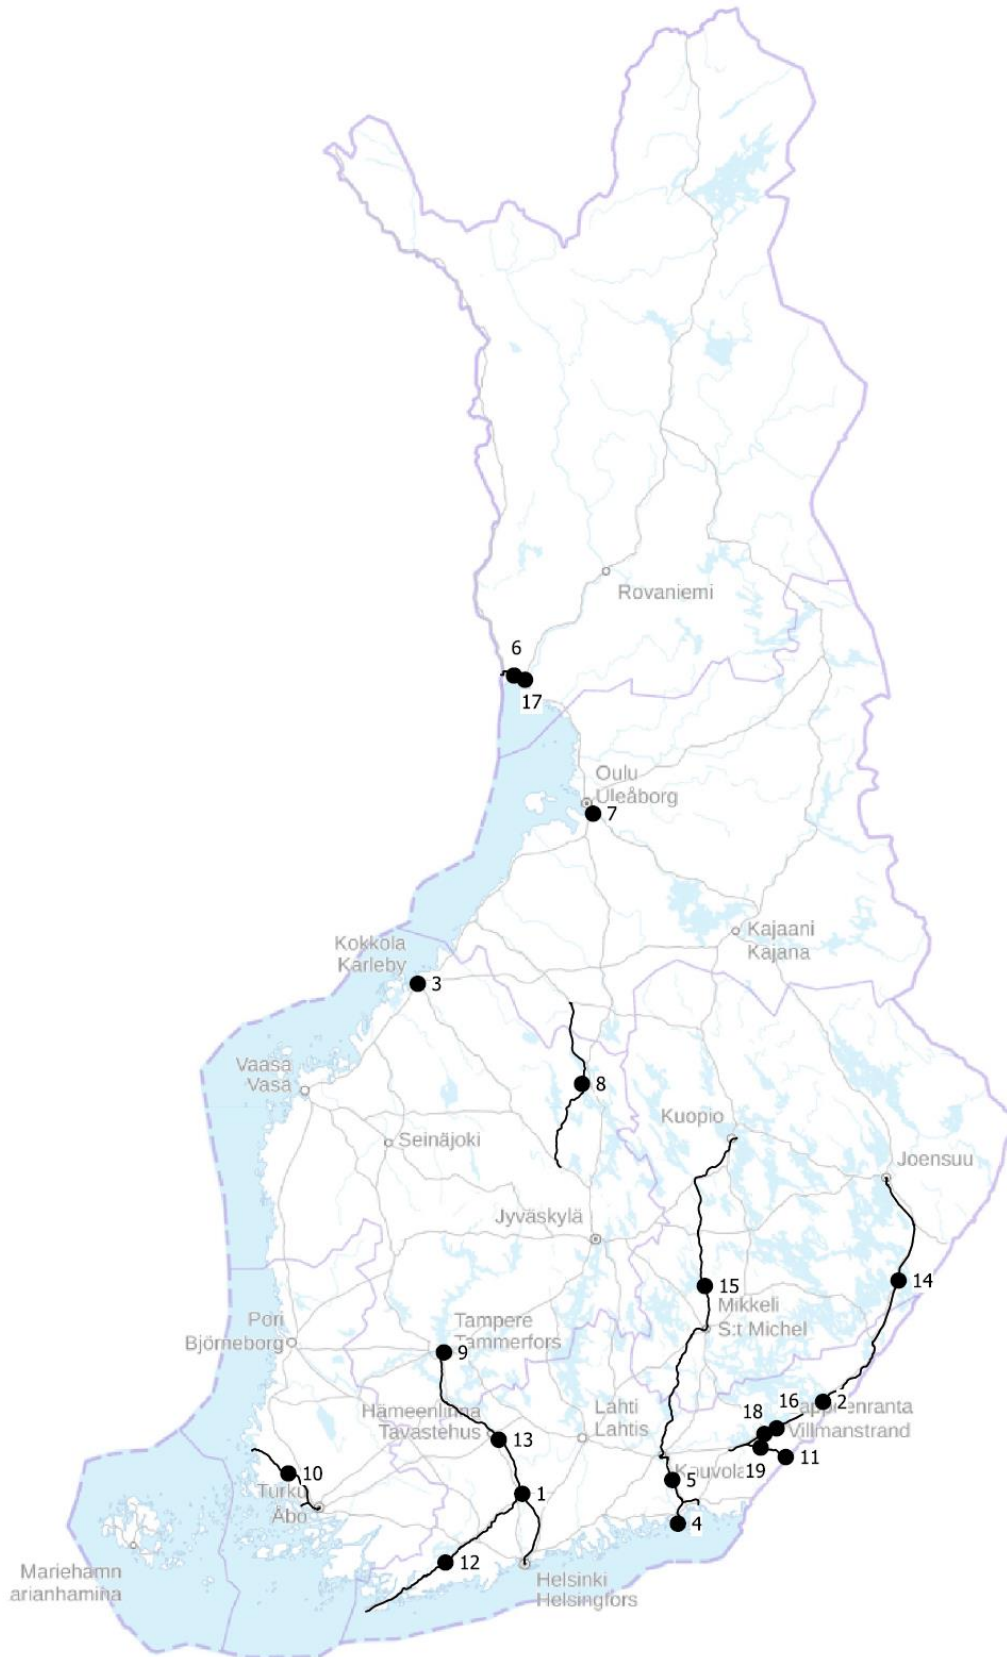 Rovaniemi
6
17
Oulu
Uleåborg
7
Kajaani
Kajana
Kokkola
Karleby
3
Vaasa
Vasa
8
Kuopio
Seinäjoki
Joensuu
Jyväskylä
14
15
Mikkeli
S:t Michel
Pori
Björneborg
Tampere
Tammerfors
9
2
16
18
appeenranta
Villmanstrand
Hämeenlinna
Tavastehus
Lahti
Lahtis
13
19
11
10
Kouvola
5
Turku
Åbo
1
4
12
Mariehamn
arianhamina
Helsinki
Helsingfors